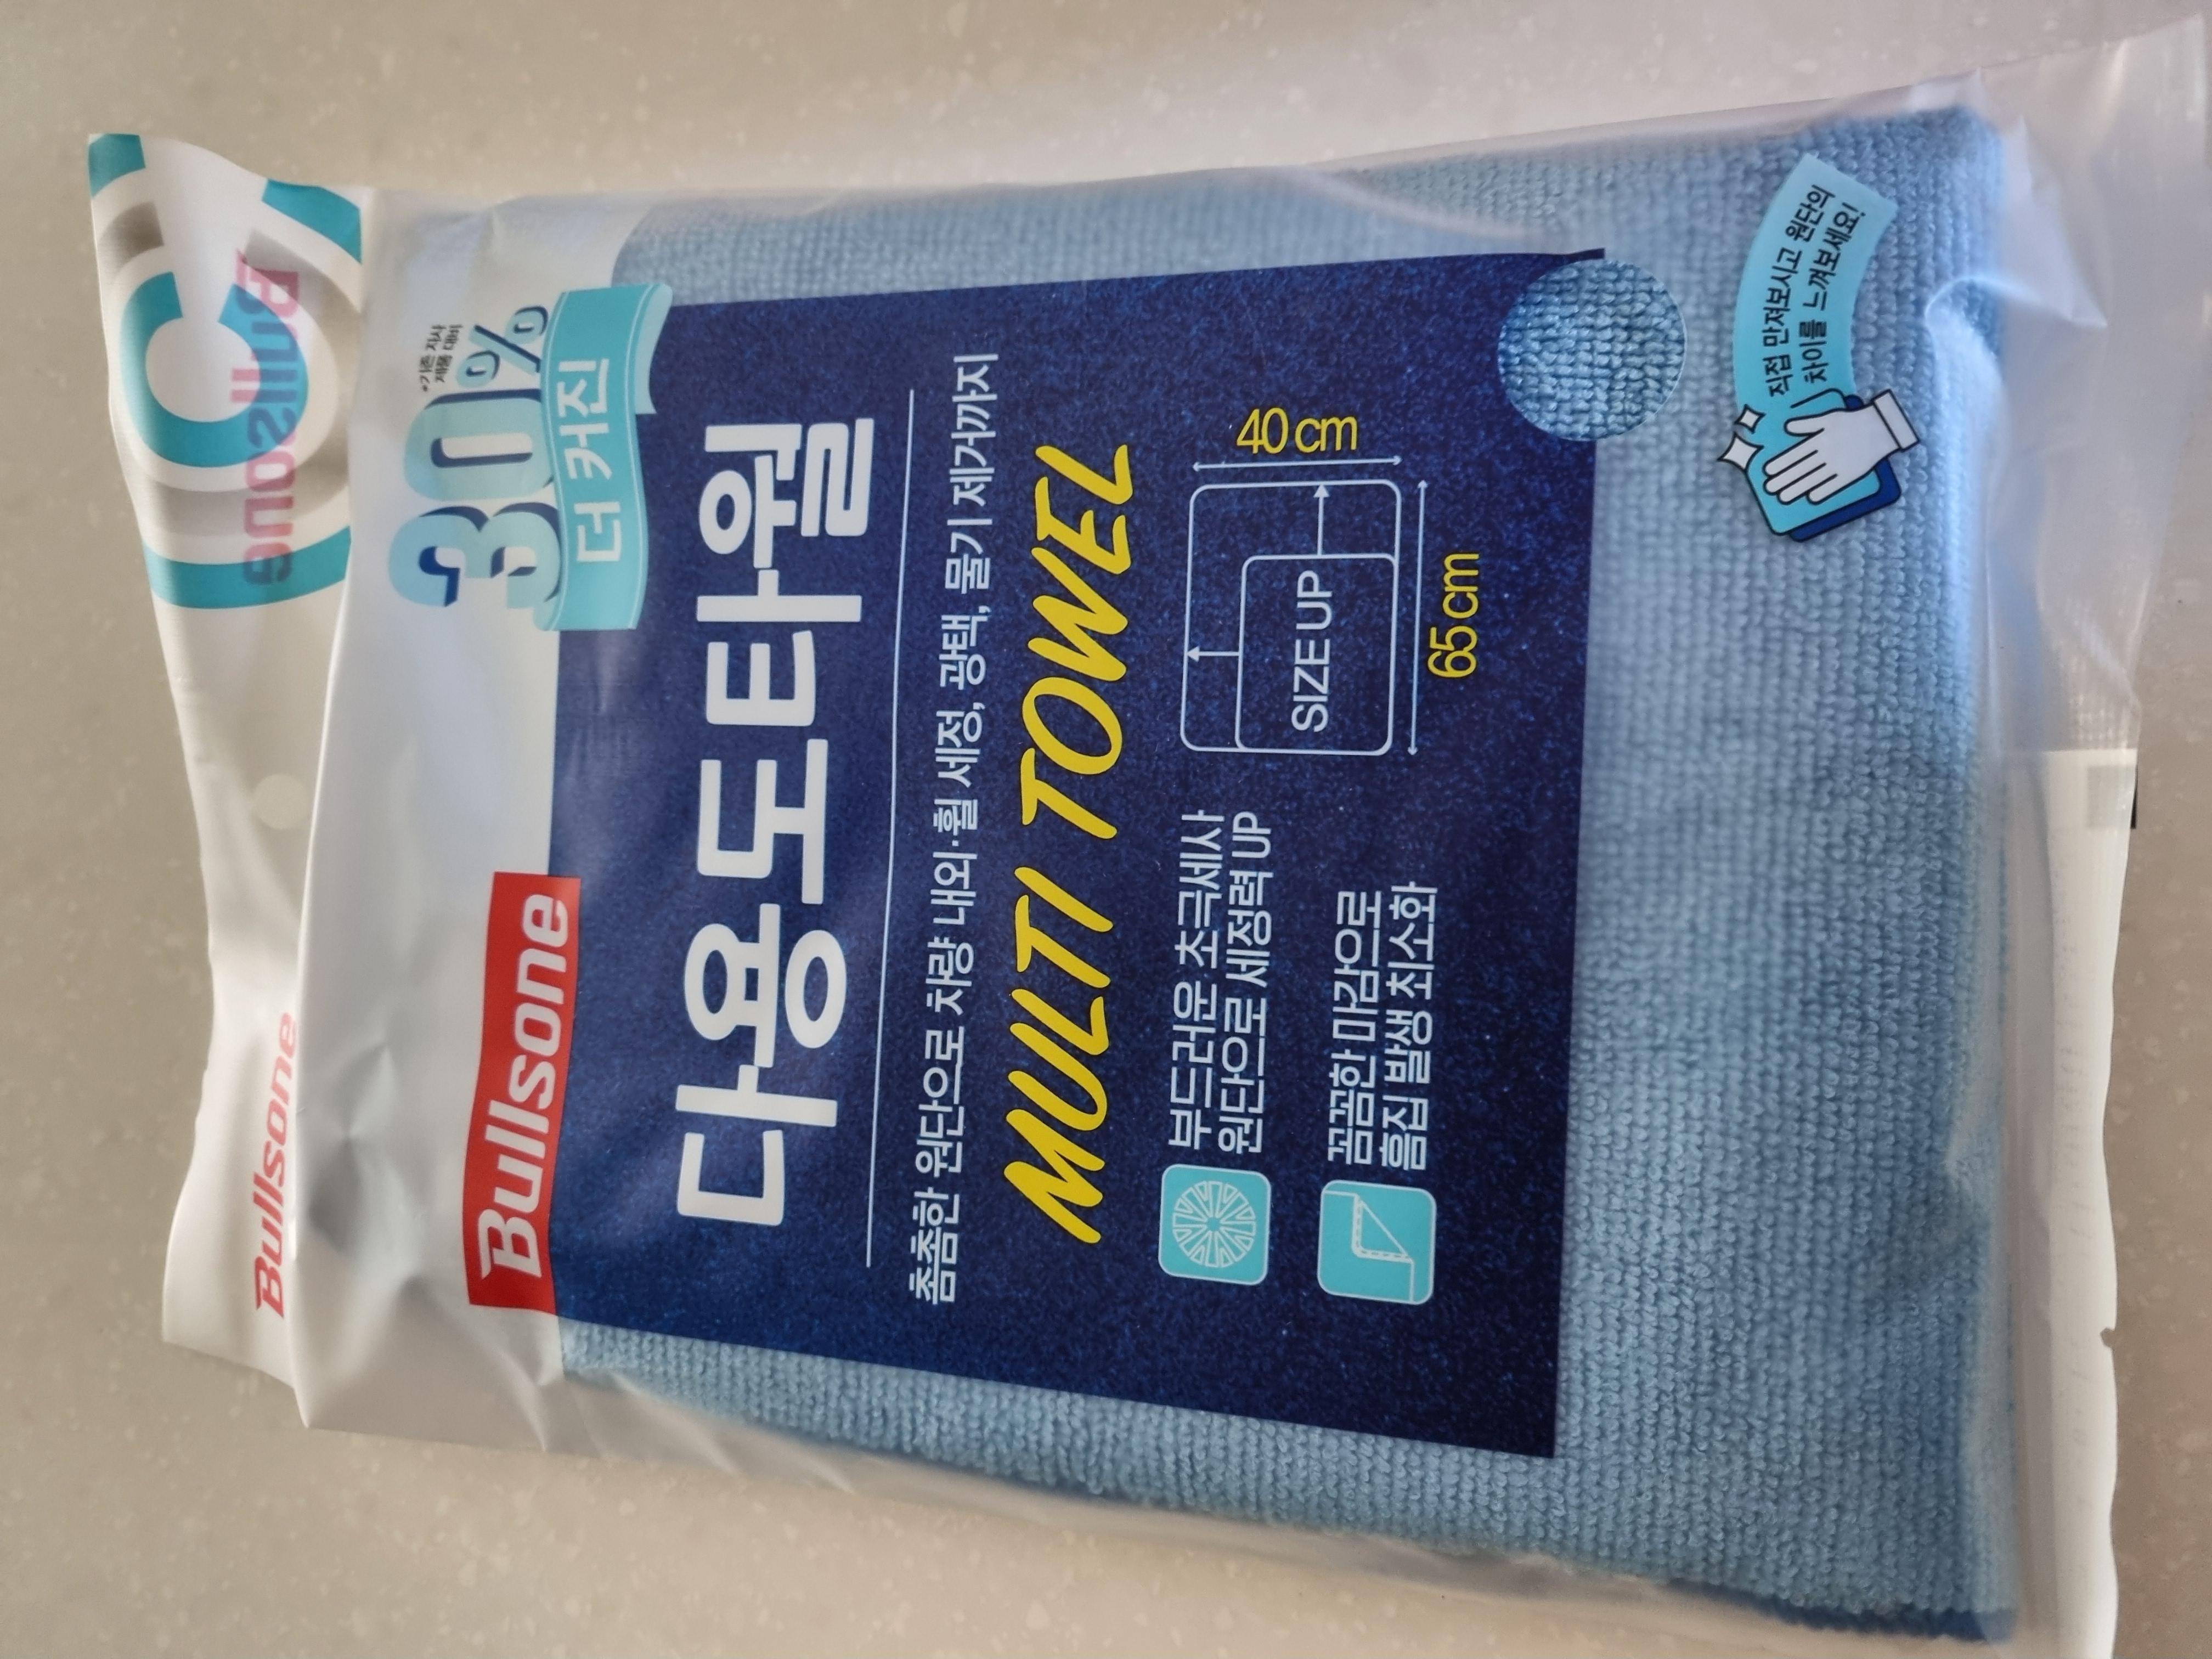 Bullsone
Bullsone
*기존 자사
제품 대비
30%
더 커진
Bullsone
다용도타월
촘촘한 원단으로 차량 내외·휠 세정, 광택, 물기 제거까지
MULTI TOWEL
부드러운 초극세사
원단으로 세정력 UP
꼼꼼한 마감으로
흠집 발생 최소화
SIZE UP
40cm
65cm
직접 만져보시고 원단의
차이를 느껴보세요!